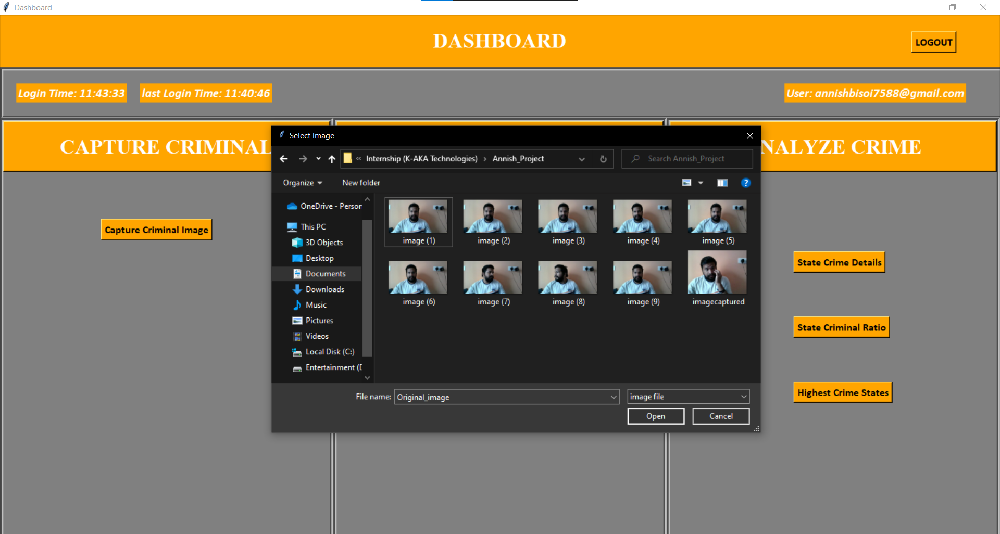 Dashboard
DASHBOARD
LOGOUT
Login Time: 11:43:33
last Login Time: 11:40:46
User: annishbisoi7588@gmail.com
CAPTURE CRIMINAL
NALYZE CRIME
Capture Criminal Image
State Crime Details
State Criminal Ratio
Highest Crime States
Select Image
« Internship (K-AKA Technologies) › Annish_Project
Search Annish_Project
Organize
New folder
OneDrive - Person
This PC
3D Objects
Desktop
Documents
Downloads
Music
Pictures
Videos
Local Disk (C:)
Entertainment (D
image (1)
image (2)
image (3)
image (4)
image (5)
image (6)
image (7)
image (8)
image (9)
imagecaptured
File name:
Original_image
image file
Open
Cancel